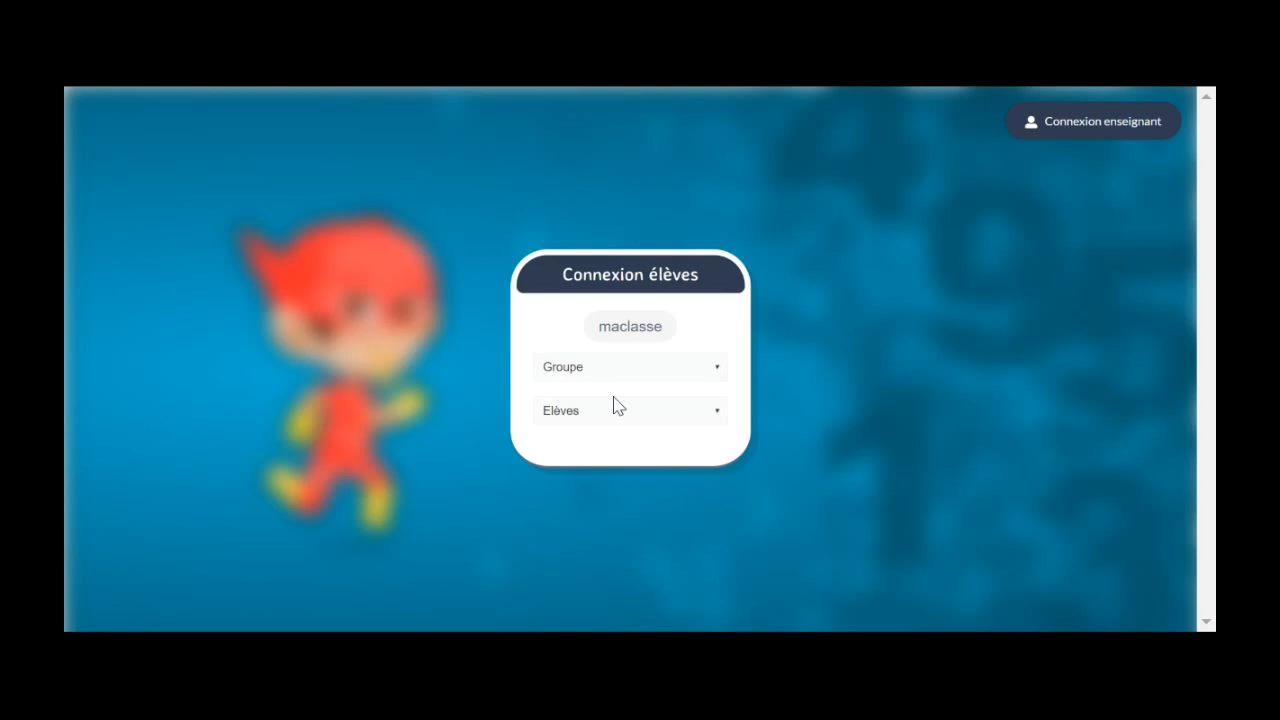 Connexion enseignant
Connexion élèves
maclasse
Groupe
Elèves